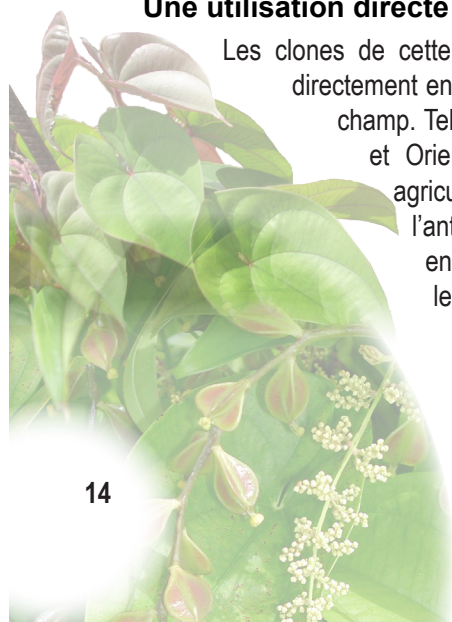 Une utilisation directe
Les clones de cette
directement en
champ. Tel
et Orie
agricu
l'ant
en
le
14